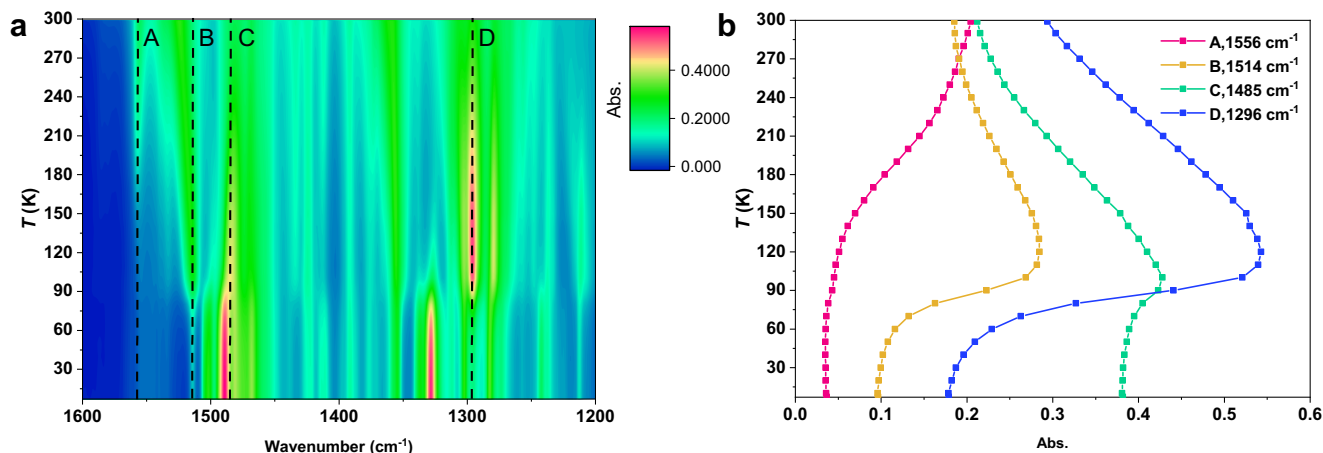 a
A
B
C
D
300
270
240
210
180
150
120
90
60
30
T (K)
1600
1500
1400
1300
1200
Wavenumber (cm⁻¹)
Abs.
0.4000
0.2000
0.000
b
300
270
240
210
180
150
120
90
60
30
T (K)
A,1556 cm⁻¹
B,1514 cm⁻¹
C,1485 cm⁻¹
D,1296 cm⁻¹
0.0
0.1
0.2
0.3
0.4
0.5
0.6
Abs.